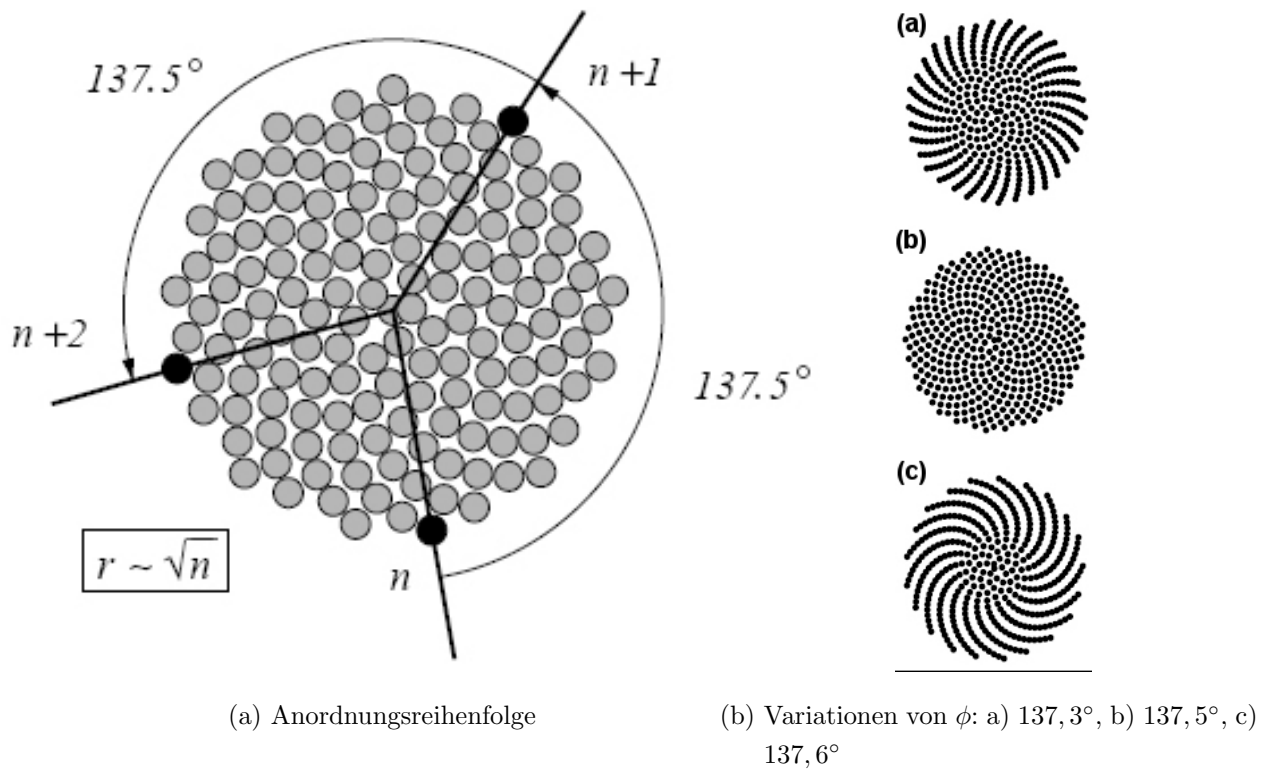 137.5°
n+1
n+2
137.5°
r ~ √n
n
(a) Anordnungsreihenfolge
(a)
(b)
(c)
(b) Variationen von ϕ: a) 137, 3°, b) 137, 5°, c)
137, 6°